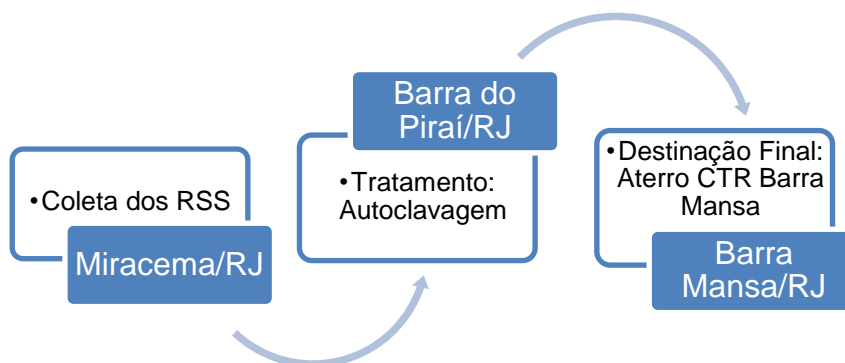 •Coleta dos RSS
Miracema/RJ
Barra do
Piraí/RJ
•Tratamento:
Autoclavagem
•Destinação Final:
Aterro CTR Barra
Mansa
Barra
Mansa/RJ